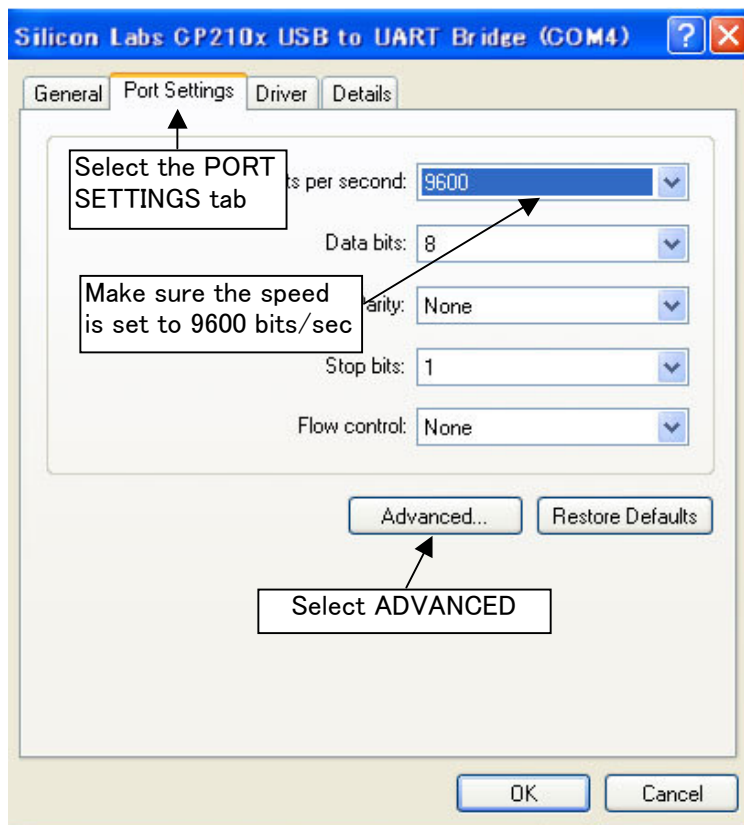 Silicon Labs CP210x USB to UART Bridge (COM4)
General Port Settings Driver Details
Select the PORT
SETTINGS tab
per second: 9600
Data bits: 8
Make sure the speed
is set to 9600 bits/sec
Parity: None
Stop bits: 1
Flow control: None
Advanced... Restore Defaults
Select ADVANCED
OK Cancel